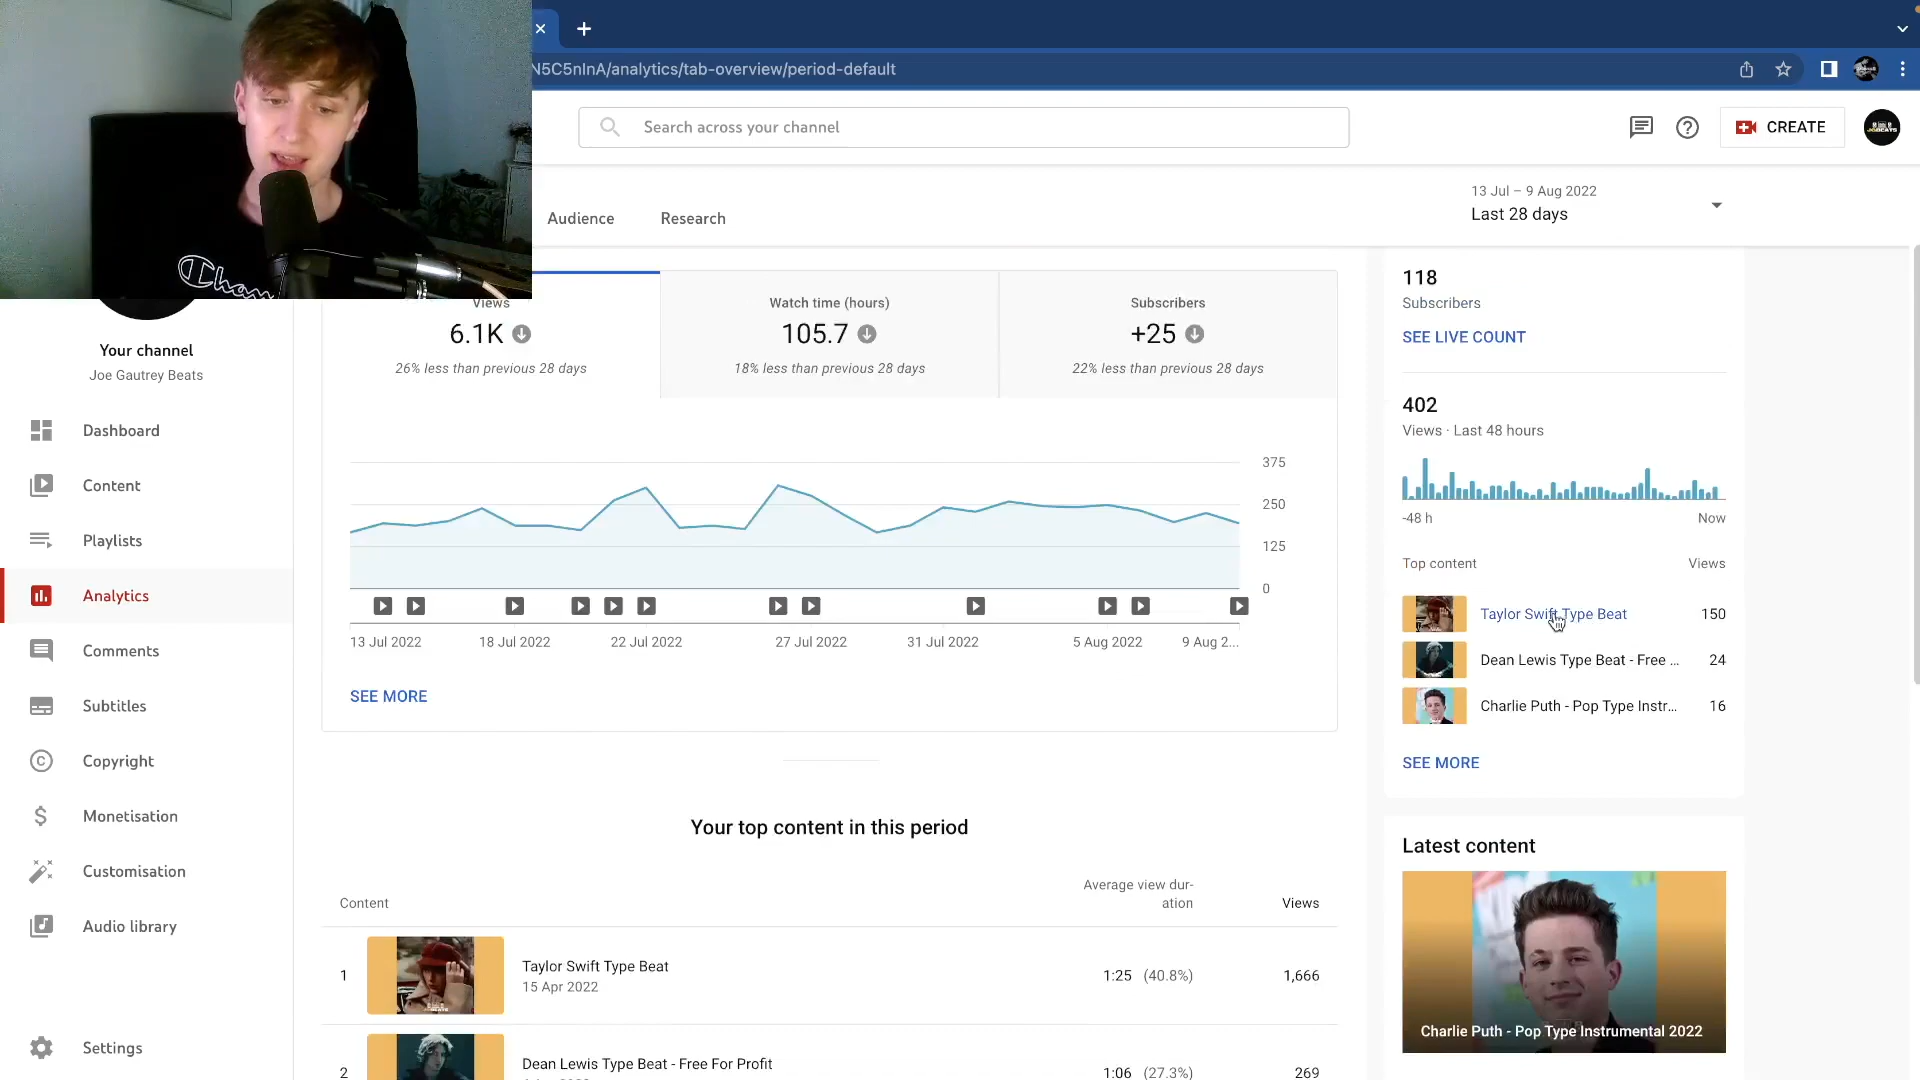 N5C5nInA/analytics/tab-overview/period-default
Search across your channel
CREATE
Audience
Research
13 Jul – 9 Aug 2022
Last 28 days
Cham
Your channel
Joe Gautrey Beats
Dashboard
Content
Playlists
Analytics
Comments
Subtitles
Copyright
Monetisation
Customisation
Audio library
Settings
Views
6.1K
26% less than previous 28 days
Watch time (hours)
105.7
18% less than previous 28 days
Subscribers
+25
22% less than previous 28 days
375
250
125
0
13 Jul 2022
18 Jul 2022
22 Jul 2022
27 Jul 2022
31 Jul 2022
5 Aug 2022
9 Aug 2...
SEE MORE
Your top content in this period
Content
Average view dur-
ation
Views
1
Taylor Swift Type Beat
15 Apr 2022
1:25 (40.8%)
1,666
2
Dean Lewis Type Beat - Free For Profit
1:06 (27.3%)
269
118
Subscribers
SEE LIVE COUNT
402
Views · Last 48 hours
-48 h
Now
Top content
Views
Taylor Swift Type Beat
150
Dean Lewis Type Beat - Free ...
24
Charlie Puth - Pop Type Instr...
16
SEE MORE
Latest content
Charlie Puth - Pop Type Instrumental 2022